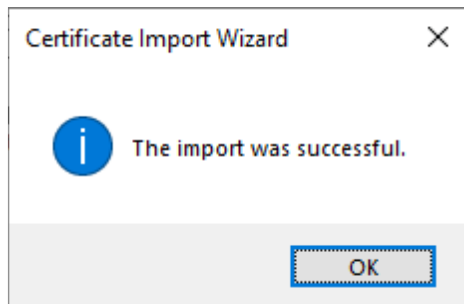 Certificate Import Wizard
The import was successful.
OK